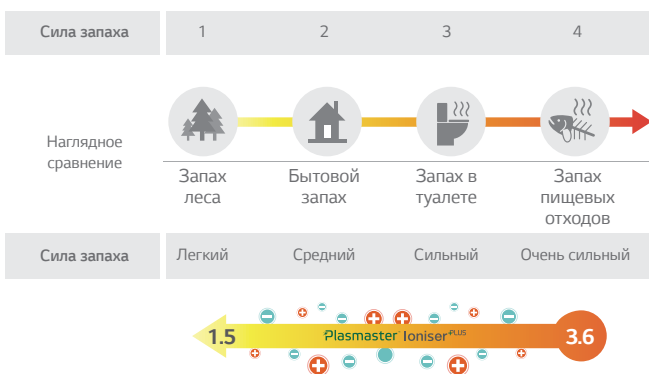 Сила запаха 1 2 3 4
Наглядное
сравнение
Запах
леса
Бытовой
запах
Запах в
туалете
Запах
пищевых
отходов
Сила запаха Легкий Средний Сильный Очень сильный
1.5 Plasmaster Ioniser PLUS 3.6